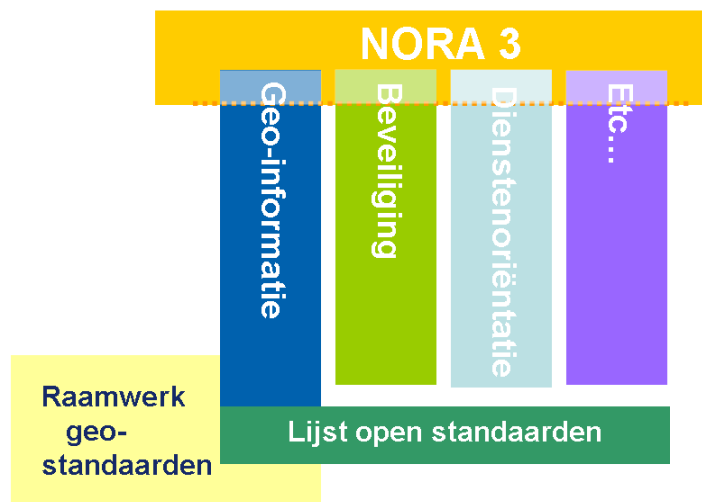 NORA 3
Geo-informatie
Beveiliging
Dienstenoriëntatie
Etc...
Raamwerk
geo-
standaarden
Lijst open standaarden